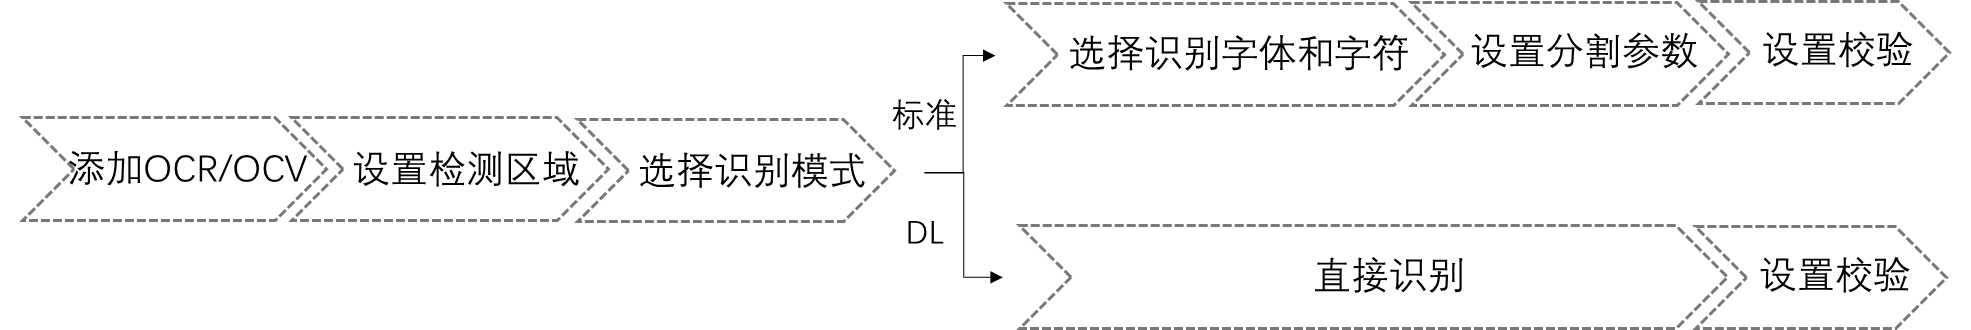 添加OCR/OCV
设置检测区域
选择识别模式
标准
选择识别字体和字符
设置分割参数
设置校验
DL
直接识别
设置校验